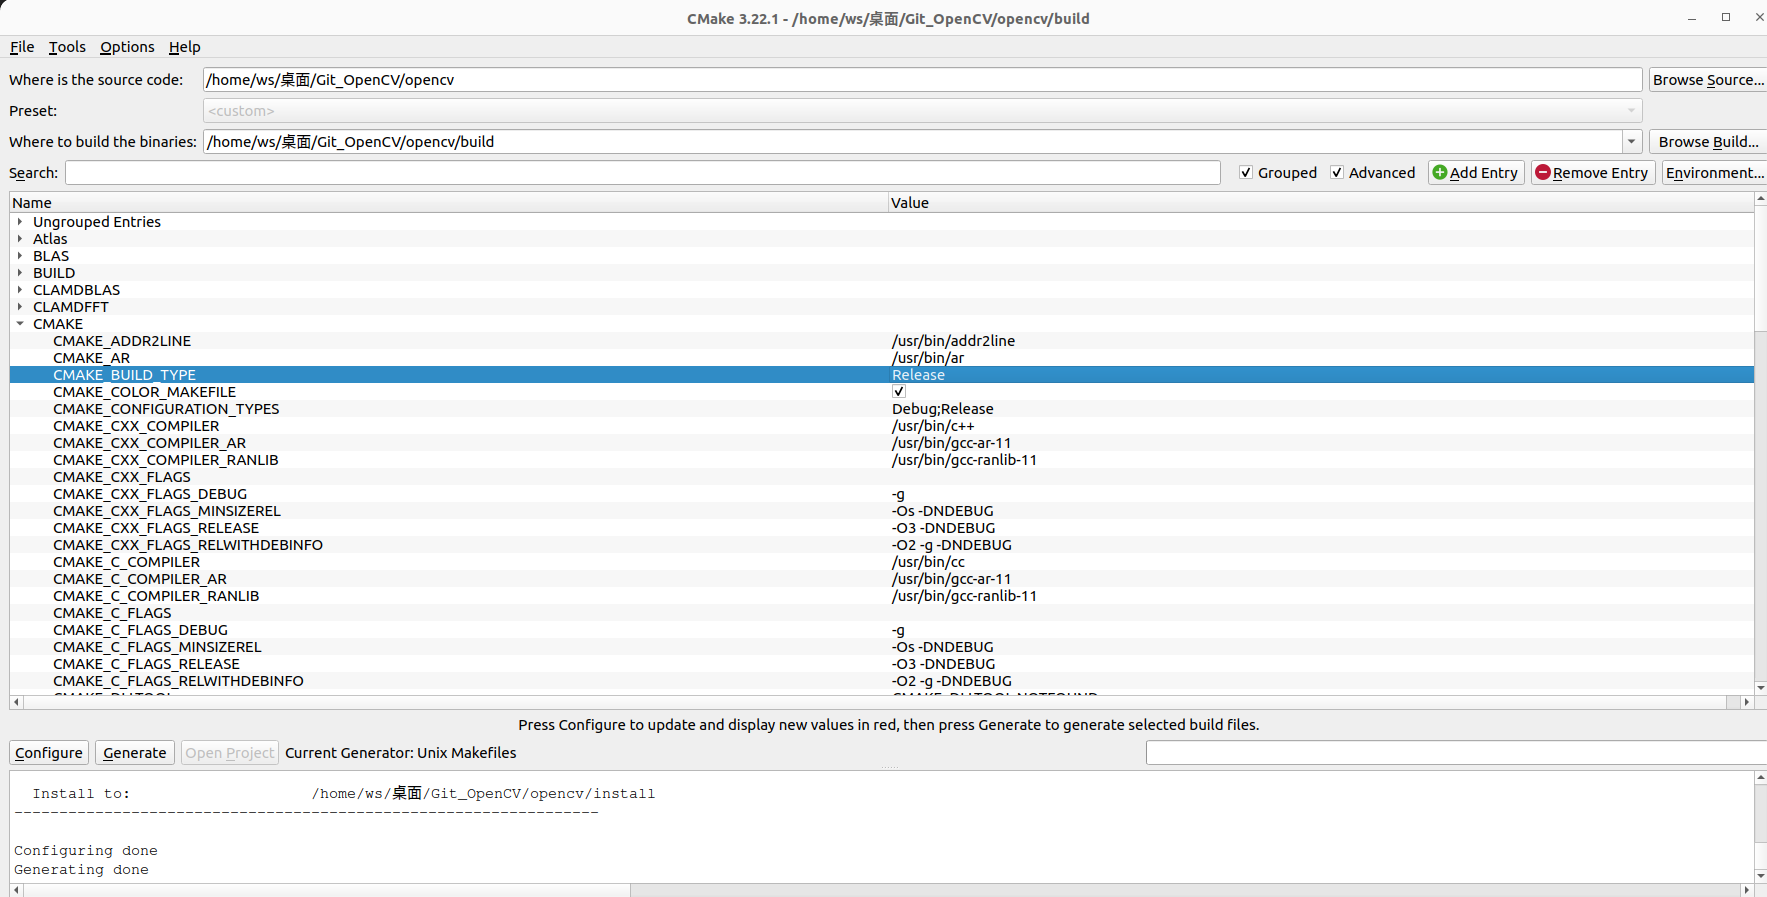 CMake 3.22.1 - /home/ws/桌面/Git_OpenCV/opencv/build
File Tools Options Help
Where is the source code: /home/ws/桌面/Git_OpenCV/opencv Browse Source...
Preset: <custom>
Where to build the binaries: /home/ws/桌面/Git_OpenCV/opencv/build Browse Build...
Search: Grouped Advanced Add Entry Remove Entry Environment...
Name Value
Ungrouped Entries
Atlas
BLAS
BUILD
CLAMDBLAS
CLAMDFFT
CMAKE
CMAKE_ADDR2LINE /usr/bin/addr2line
CMAKE_AR /usr/bin/ar
CMAKE_BUILD_TYPE Release
CMAKE_COLOR_MAKEFILE
CMAKE_CONFIGURATION_TYPES Debug;Release
CMAKE_CXX_COMPILER /usr/bin/c++
CMAKE_CXX_COMPILER_AR /usr/bin/gcc-ar-11
CMAKE_CXX_COMPILER_RANLIB /usr/bin/gcc-ranlib-11
CMAKE_CXX_FLAGS
CMAKE_CXX_FLAGS_DEBUG -g
CMAKE_CXX_FLAGS_MINSIZEREL -Os -DNDEBUG
CMAKE_CXX_FLAGS_RELEASE -O3 -DNDEBUG
CMAKE_CXX_FLAGS_RELWITHDEBINFO -O2 -g -DNDEBUG
CMAKE_C_COMPILER /usr/bin/cc
CMAKE_C_COMPILER_AR /usr/bin/gcc-ar-11
CMAKE_C_COMPILER_RANLIB /usr/bin/gcc-ranlib-11
CMAKE_C_FLAGS
CMAKE_C_FLAGS_DEBUG -g
CMAKE_C_FLAGS_MINSIZEREL -Os -DNDEBUG
CMAKE_C_FLAGS_RELEASE -O3 -DNDEBUG
CMAKE_C_FLAGS_RELWITHDEBINFO -O2 -g -DNDEBUG
Press Configure to update and display new values in red, then press Generate to generate selected build files.
Configure Generate Open Project Current Generator: Unix Makefiles
Install to: /home/ws/桌面/Git_OpenCV/opencv/install
-----------------------------------------------------------------
Configuring done
Generating done